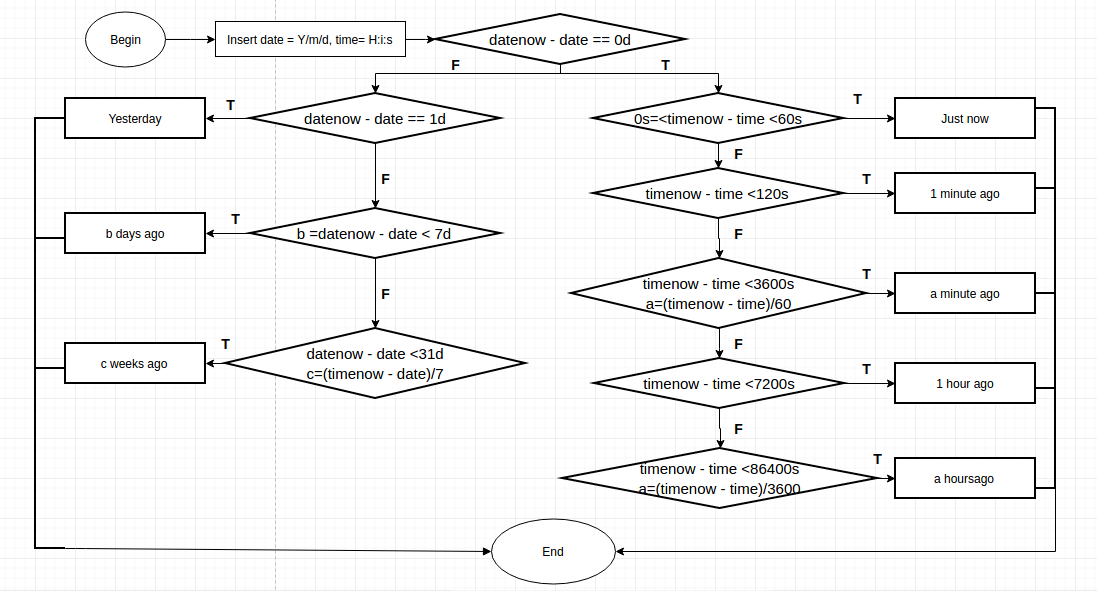 Begin
Insert date = Y/m/d, time= H:i:s
datenow - date == 0d
F
T
Yesterday
T
datenow - date == 1d
0s=<timenow - time <60s
T
Just now
F
F
timenow - time <120s
T
1 minute ago
b days ago
T
b =datenow - date < 7d
F
F
timenow - time <3600s
a=(timenow - time)/60
T
a minute ago
c weeks ago
T
datenow - date <31d
c=(timenow - date)/7
F
timenow - time <7200s
T
1 hour ago
F
timenow - time <86400s
a=(timenow - time)/3600
T
a hoursago
End